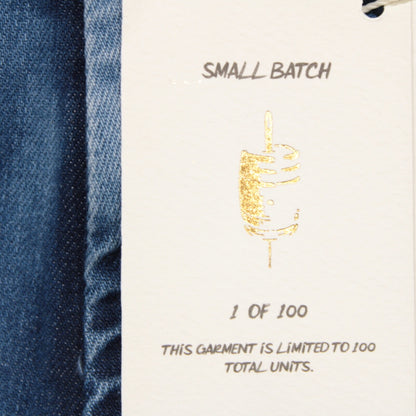 SMALL BATCH
1 OF 100
THIS GARMENT IS LIMITED TO 100
TOTAL UNITS.